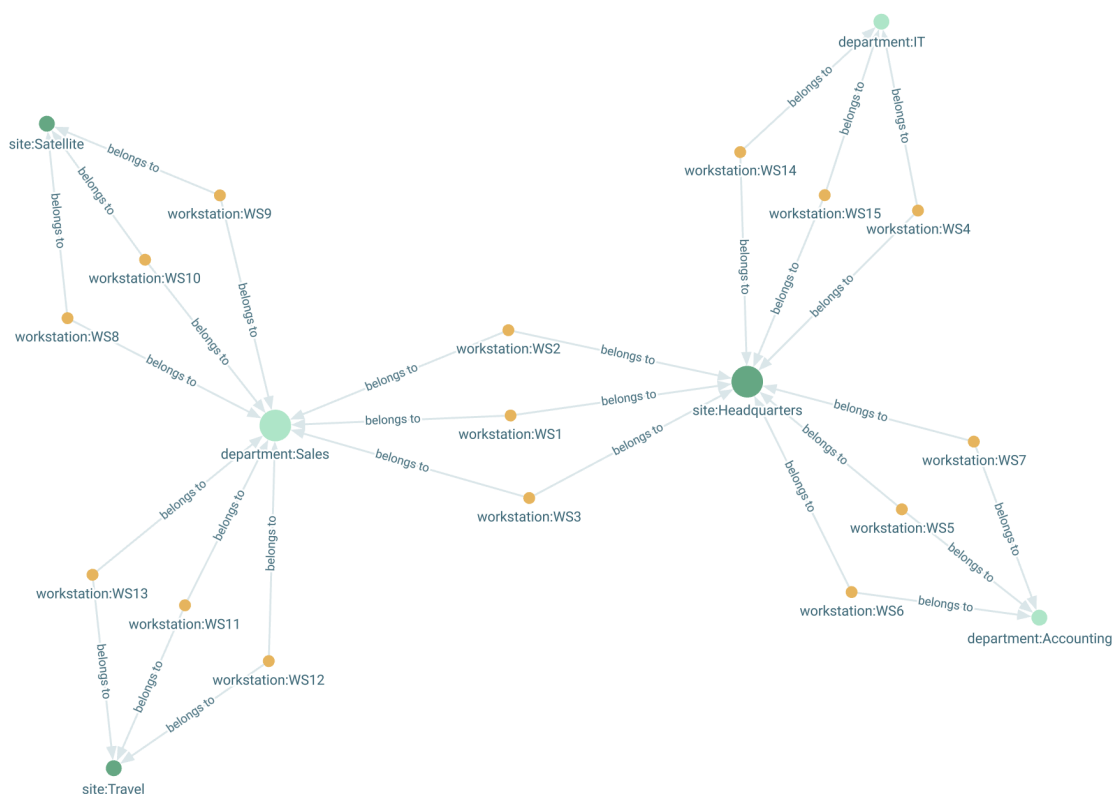 department:IT
belongs to
belongs to
belongs to
site:Satellite
belongs to
belongs to
belongs to
workstation:WS14
workstation:WS9
workstation:WS15
workstation:WS4
workstation:WS10
belongs to
belongs to
belongs to
belongs to
workstation:WS8
belongs to
belongs to
workstation:WS2
belongs to
belongs to
belongs to
site:Headquarters
belongs to
belongs to
belongs to
workstation:WS1
department:Sales
belongs to
belongs to
belongs to
workstation:WS7
belongs to
belongs to
workstation:WS3
belongs to
belongs to
workstation:WS5
belongs to
belongs to
belongs to
workstation:WS13
workstation:WS6
belongs to
workstation:WS11
department:Accounting
belongs to
belongs to
workstation:WS12
belongs to
site:Travel